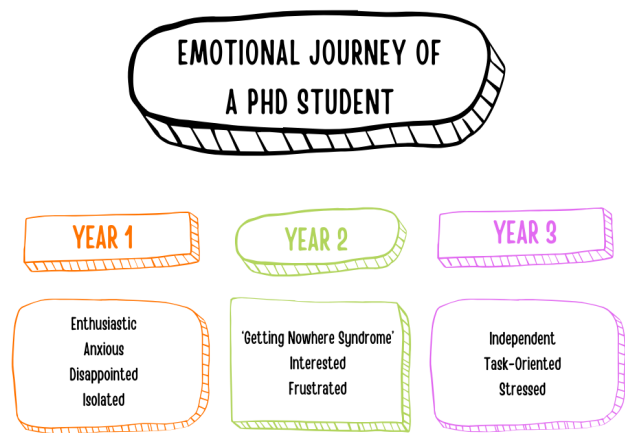 EMOTIONAL JOURNEY OF
A PHD STUDENT
YEAR 1
Enthusiastic
Anxious
Disappointed
Isolated
YEAR 2
'Getting Nowhere Syndrome'
Interested
Frustrated
YEAR 3
Independent
Task-Oriented
Stressed